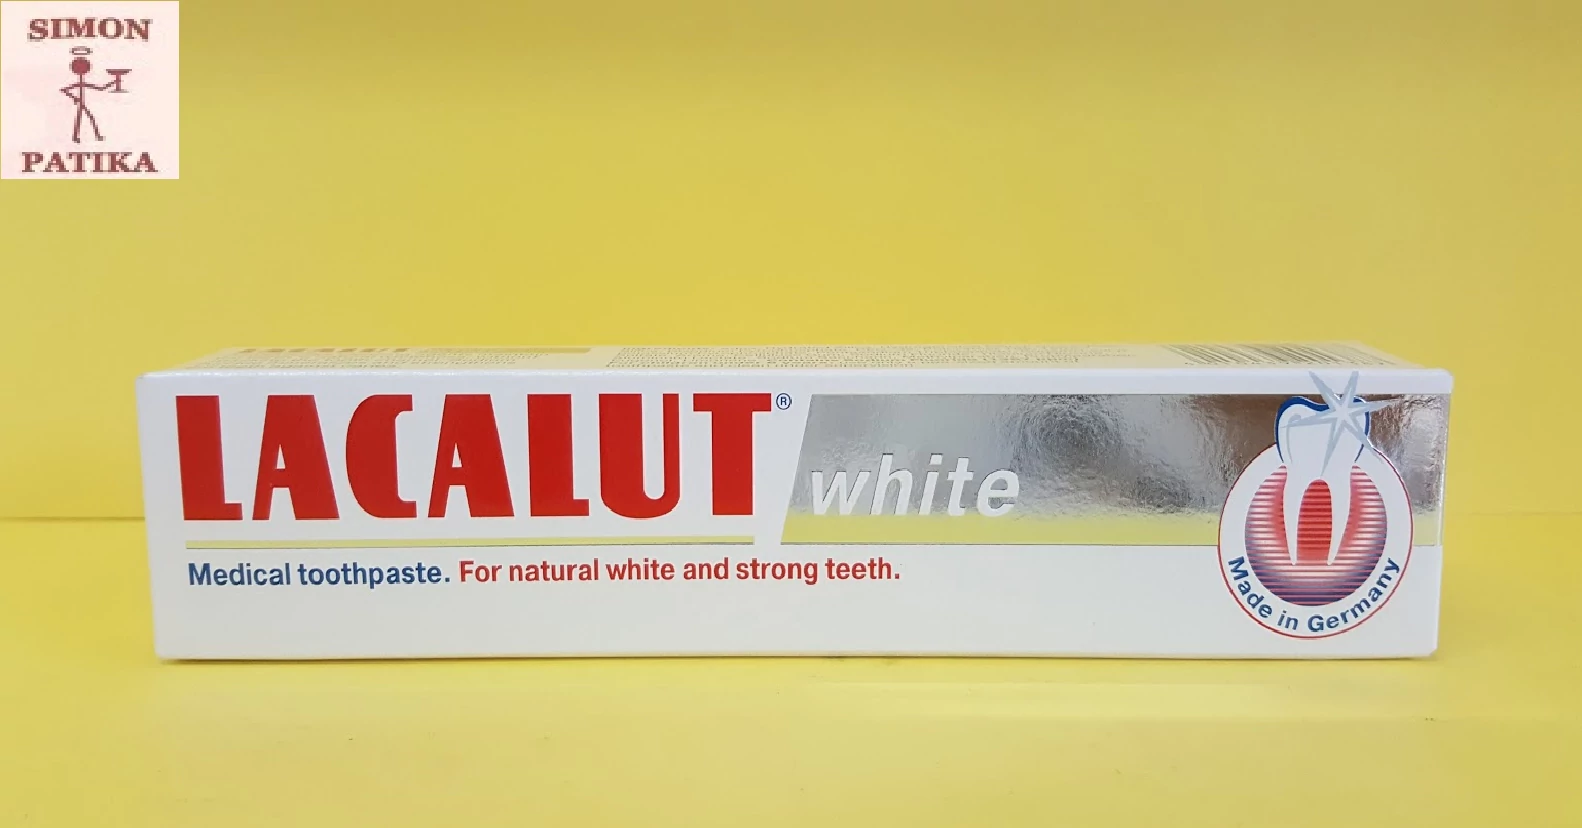 SIMON
PATIKA
LACALUT®
white
Medical toothpaste. For natural white and strong teeth.
Made in Germany